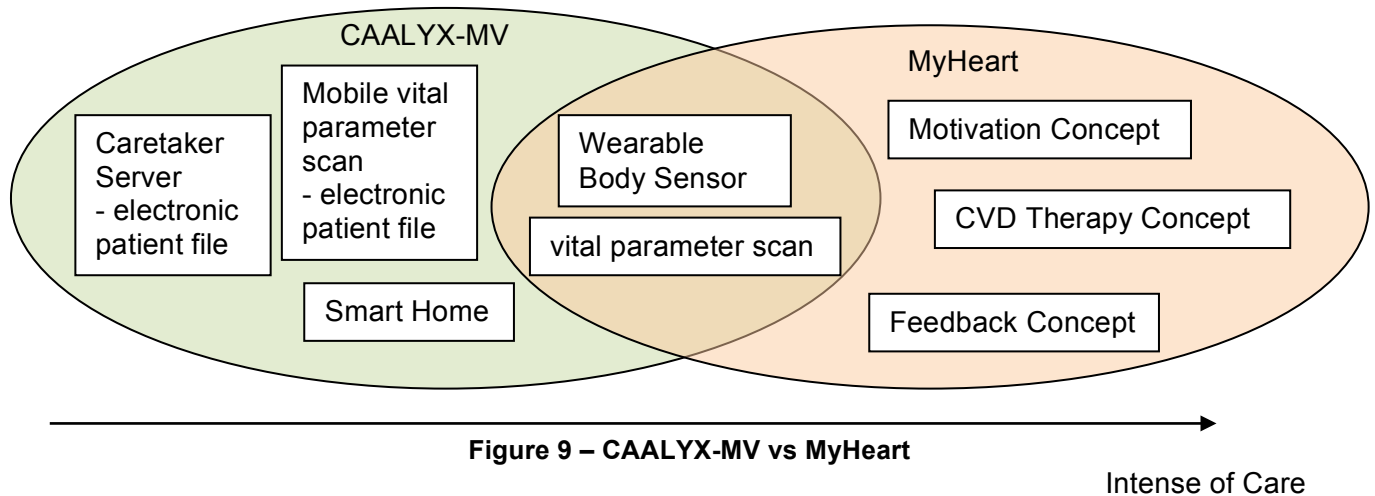 CAALYX-MV
MyHeart
Caretaker
Server
- electronic
patient file
Mobile vital
parameter
scan
- electronic
patient file
Smart Home
Wearable
Body Sensor
vital parameter scan
Motivation Concept
CVD Therapy Concept
Feedback Concept
Figure 9 – CAALYX-MV vs MyHeart
Intense of Care